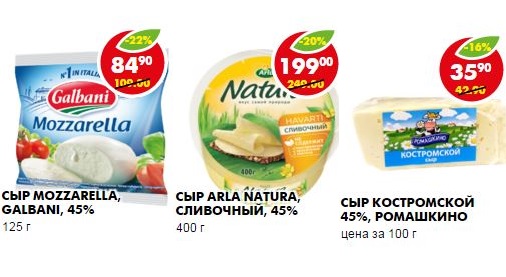 -22%
84 90
109.00
N°1 IN ITALIA
Galbani
Mozzarella
СЫР MOZZARELLA,
GALBANI, 45%
125 г
-20%
199 00
249.00
ARLA
Natura
HAVARTI
СЛИВОЧНЫЙ
400г
СЫР ARLA NATURA,
СЛИВОЧНЫЙ, 45%
400 г
-16%
35 90
42.90
РОМАШКИНО
КОСТРОМСКОЙ
сыр
СЫР КОСТРОМСКОЙ
45%, РОМАШКИНО
цена за 100 г